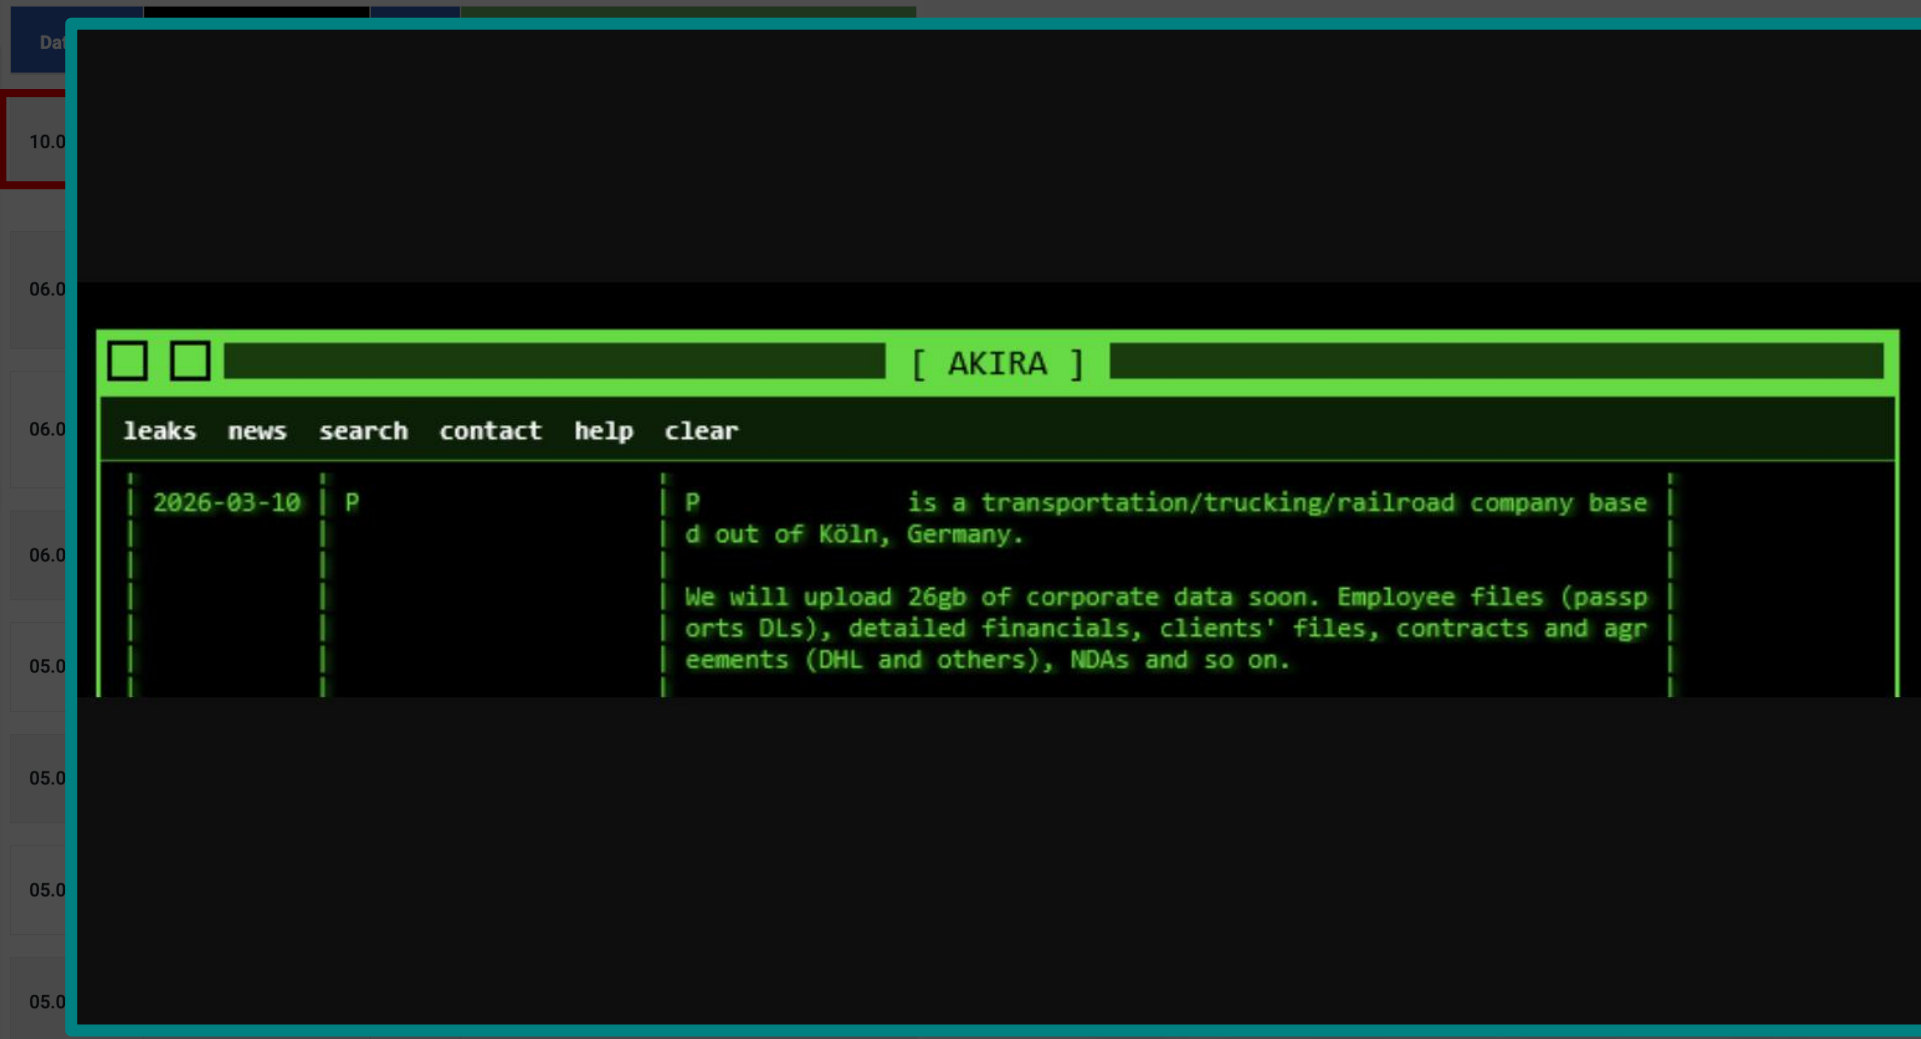 Dat
10.0
06.0
06.0
06.0
05.0
05.0
05.0
05.0
[ AKIRA ]
leaks news search contact help clear
2026-03-10 | P | P is a transportation/trucking/railroad company base
d out of Köln, Germany.
We will upload 26gb of corporate data soon. Employee files (passp
orts DLs), detailed financials, clients' files, contracts and agr
eements (DHL and others), NDAs and so on.